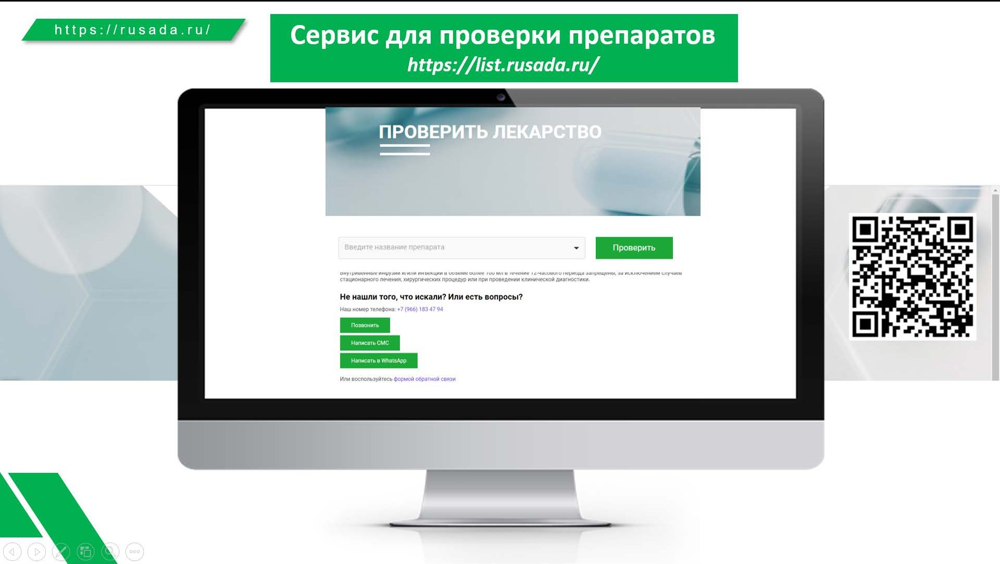 https://rusada.ru/
Сервис для проверки препаратов
https://list.rusada.ru/
ПРОВЕРИТЬ ЛЕКАРСТВО
Введите название препарата
Проверить
Внутривенные инфузии и/или инъекции в объеме более 100 мл в течение 12-часового периода запрещены, за исключением случаев
стационарного лечения, хирургических процедур или при проведении клинической диагностики.
Не нашли того, что искали? Или есть вопросы?
Наш номер телефона: +7 (966) 183 47 94
Позвонить
Написать СМС
Написать в WhatsApp
Или воспользуйтесь формой обратной связи